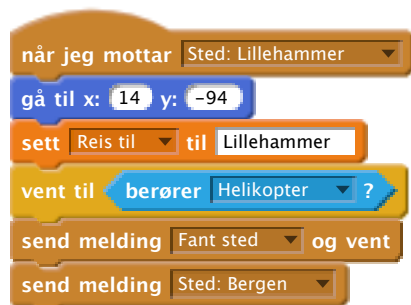 når jeg mottar Sted: Lillehammer
gå til x: 14 y: -94
sett Reis til til Lillehammer
vent til berører Helikopter ?
send melding Fant sted og vent
send melding Sted: Bergen